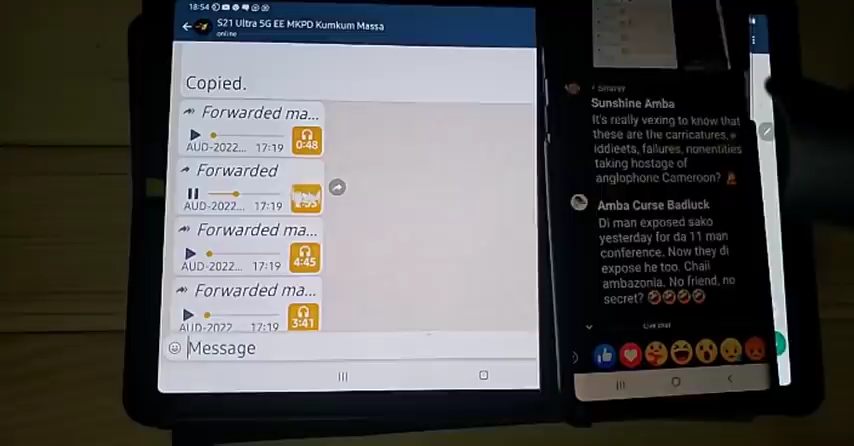 18:54
S21 Ultra 5G EE MKPD Kumkum Massa
online
Copied.
Forwarded ma...
0:48
AUD-2022... 17:19
Forwarded
AUD-2022... 17:19
Forwarded ma...
4:45
AUD-2022... 17:19
Forwarded ma...
3:41
AUD-2022 17:19
Message
Sharer
Sunshine Amba
It's really vexing to know that
these are the carricatures,
iddieets, failures, nonentities
taking hostage of
anglophone Cameroon?
Amba Curse Badluck
Di man exposed sako
yesterday for da 11 man
conference. Now they di
expose he too. Chaii
ambazonia. No friend, no
secret?
Live chat